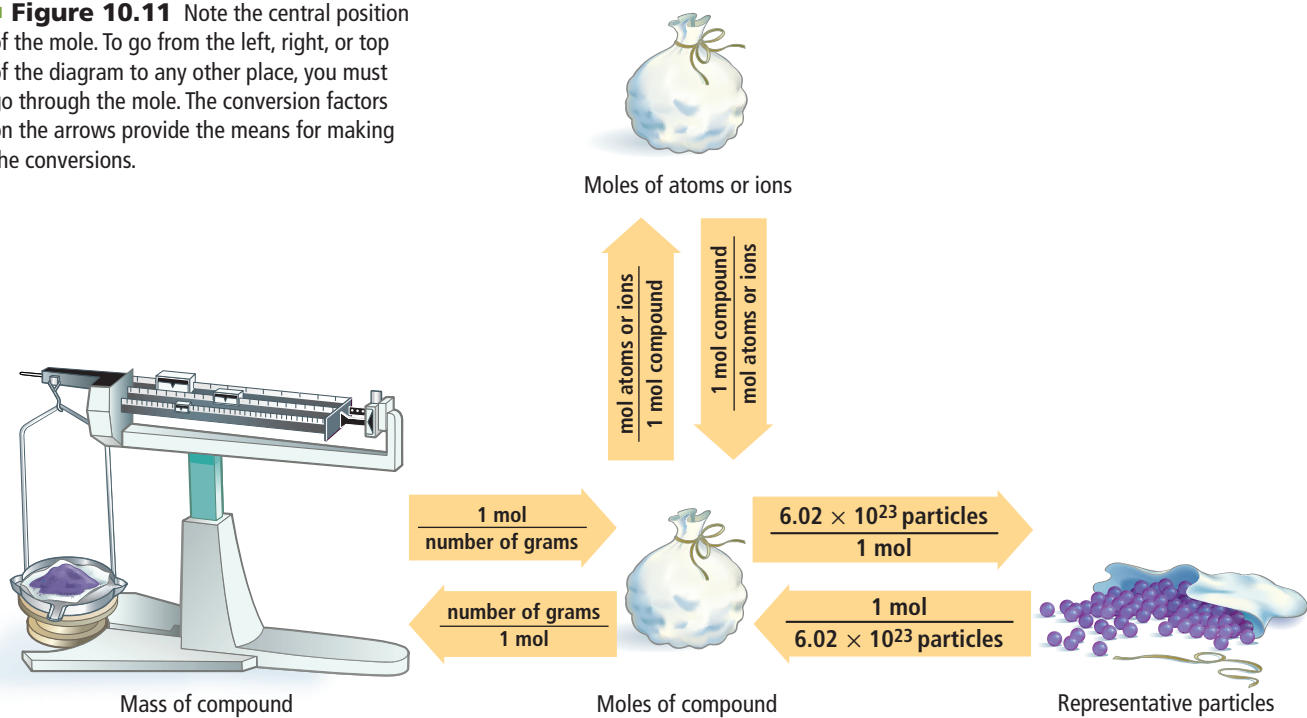 Figure 10.11 Note the central position
of the mole. To go from the left, right, or top
of the diagram to any other place, you must
go through the mole. The conversion factors
on the arrows provide the means for making
the conversions.
Moles of atoms or ions
mol atoms or ions
1 mol compound
1 mol compound
mol atoms or ions
1 mol
number of grams
6.02 × 10²³ particles
1 mol
number of grams
1 mol
1 mol
6.02 × 10²³ particles
Mass of compound
Moles of compound
Representative particles